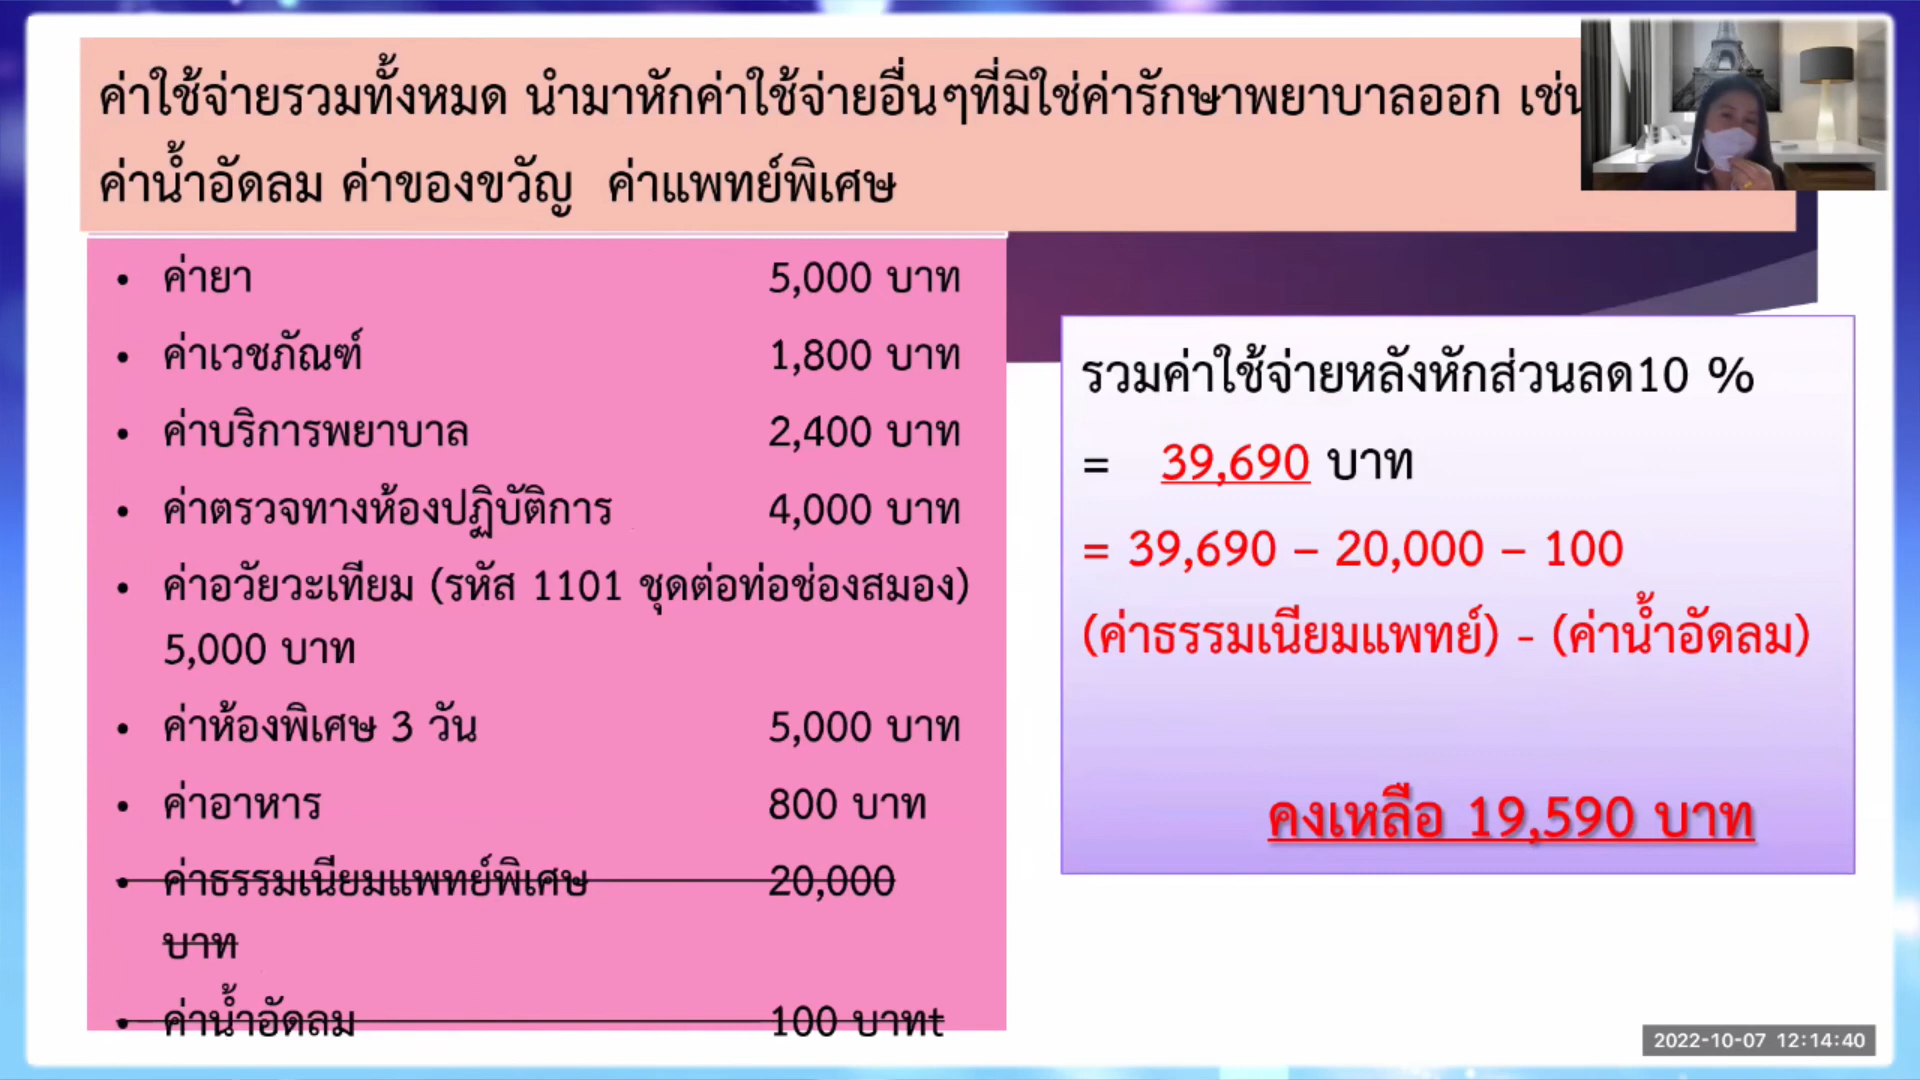 ค่าใช้จ่ายรวมทั้งหมด นำมาหักค่าใช้จ่ายอื่นๆที่มิใช่ค่ารักษาพยาบาลออก เช่น
ค่าน้ำอัดลม ค่าของขวัญ ค่าแพทย์พิเศษ
• ค่ายา 5,000 บาท
• ค่าเวชภัณฑ์ 1,800 บาท
• ค่าบริการพยาบาล 2,400 บาท
• ค่าตรวจทางห้องปฏิบัติการ 4,000 บาท
• ค่าอวัยวะเทียม (รหัส 1101 ชุดต่อท่อช่องสมอง)
5,000 บาท
• ค่าห้องพิเศษ 3 วัน 5,000 บาท
• ค่าอาหาร 800 บาท
• ค่าธรรมเนียมแพทย์พิเศษ 20,000
บาท
• ค่าน้ำอัดลม 100 บาทt
รวมค่าใช้จ่ายหลังหักส่วนลด10 %
= 39,690 บาท
= 39,690 – 20,000 – 100
(ค่าธรรมเนียมแพทย์) - (ค่าน้ำอัดลม)
คงเหลือ 19,590 บาท
2022-10-07 12:14:40